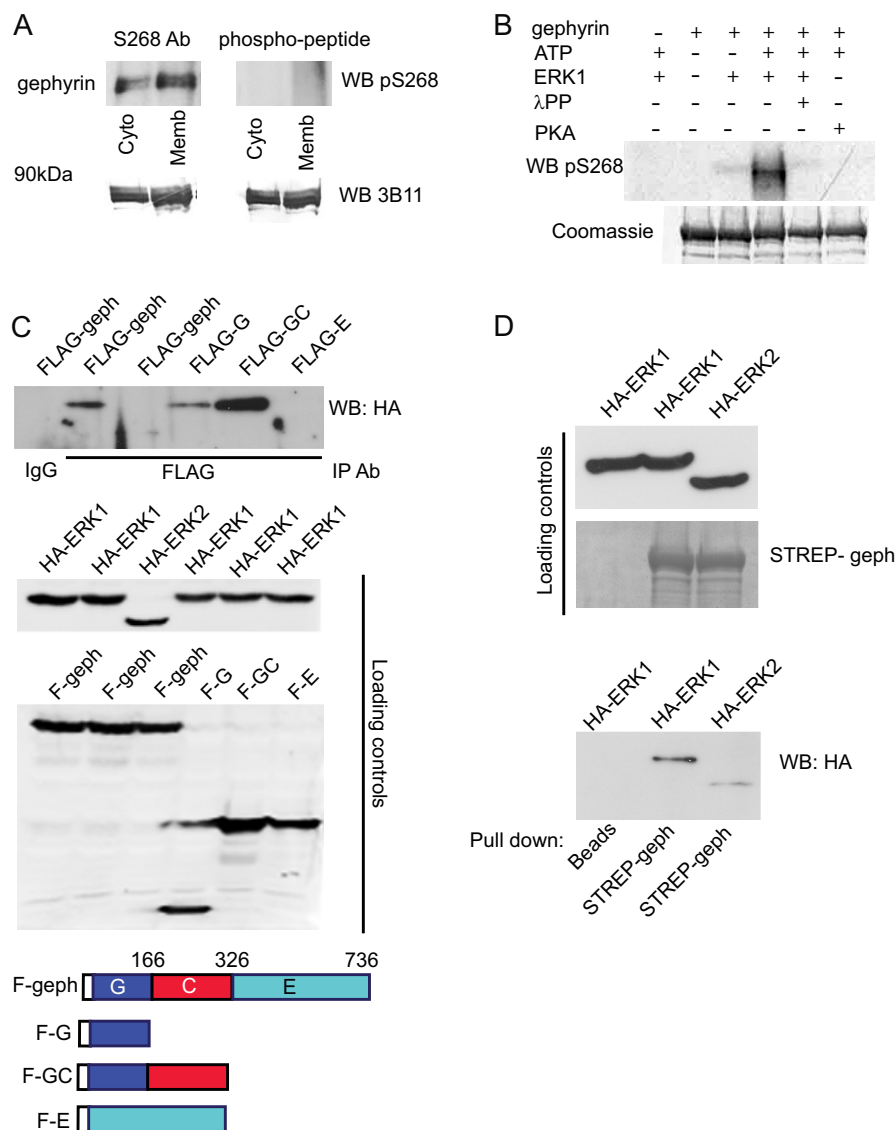 A
S268 Ab phospho-peptide
gephyrin
WB pS268
Cyto
Memb
Cyto
Memb
90kDa
WB 3B11
B
gephyrin - + + + + +
ATP + - - + + +
ERK1 + - + + + -
λPP - - - - + -
PKA - - - - - +
WB pS268
Coomassie
C
FLAG-geph
FLAG-geph
FLAG-geph
FLAG-G
FLAG-GC
FLAG-E
WB: HA
IgG FLAG IP Ab
HA-ERK1
HA-ERK1
HA-ERK2
HA-ERK1
HA-ERK1
HA-ERK1
F-geph
F-geph
F-geph
F-G
F-GC
F-E
Loading controls
166 326 736
F-geph G C E
F-G
F-GC
F-E
D
HA-ERK1
HA-ERK1
HA-ERK2
Loading controls
STREP- geph
HA-ERK1
HA-ERK1
HA-ERK2
WB: HA
Pull down:
Beads
STREP-geph
STREP-geph